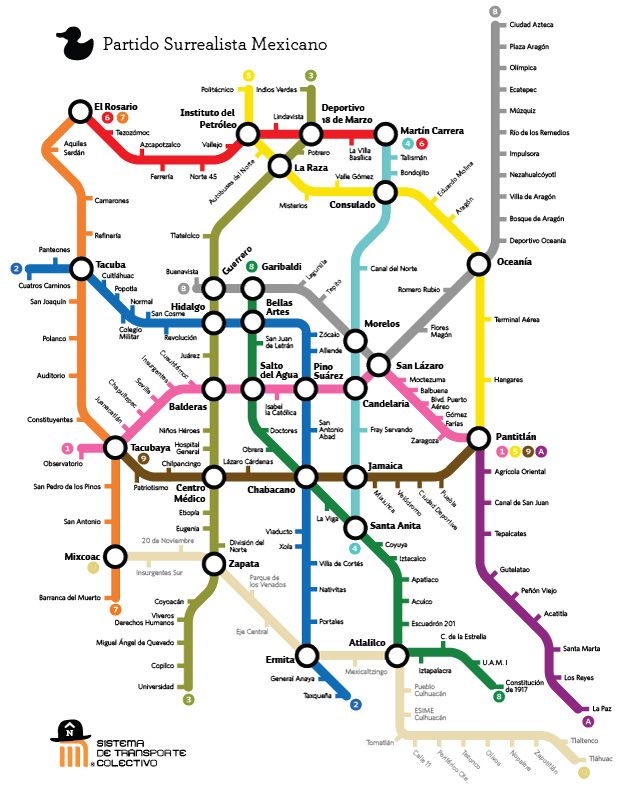 Partido Surrealista Mexicano
B
Ciudad Azteca
Plaza Aragón
Olímpica
Ecatepec
Múzquiz
Río de los Remedios
Impulsora
Nezahualcóyotl
Villa de Aragón
Bosque de Aragón
Deportivo Oceanía
Oceanía
Romero Rubio
Flores
Magón
San Lázaro
Morelos
Tepito
Lagunilla
Garibaldi
8
Guerrero
Buenavista
B
El Rosario
6 7
Tezozómoc
Azcapotzalco
Ferrería
Norte 45
Vallejo
Instituto del
Petróleo
Lindavista
Deportivo
18 de Marzo
La Villa
Basílica
Martín Carrera
4 6
Politécnico
5
Indios Verdes
3
Potrero
La Raza
Autobuses del Norte
Misterios
Valle Gómez
Consulado
Eduardo Molina
Aragón
Talismán
Bondojito
Canal del Norte
Terminal Aérea
Hangares
Pantitlán
1 5 9 A
Aquiles
Serdán
Camarones
Refinería
Tacuba
Panteones
2
Cuatros Caminos
Cuitláhuac
Popotla
Normal
Colegio
Militar
San Cosme
Revolución
Hidalgo
Bellas
Artes
Tlatelolco
San Joaquín
Polanco
Auditorio
Constituyentes
Zócaio
Allende
San Juan
de Letrán
Juárez
Cuauhtémoc
Insurgentes
Sevilla
Chapultepec
Juanacatlán
Balderas
Salto
del Agua
Isabel
la Católica
Pino
Suárez
Candelaria
Moctezuma
Balbuena
Blvd. Puerto
Aéreo
Gómez
Farías
Zaragoza
1
Observatorio
Tacubaya
9
Patriotismo
Chilpancingo
Niños Héroes
Hospital
General
Centro
Médico
Lázaro Cárdenas
Doctores
Obrera
San
Antonio
Abad
Chabacano
Fray Servando
Jamaica
Mixiuhca
Velódromo
Ciudad Deportiva
Puebla
La Viga
Santa Anita
4
Coyuya
Iztacalco
Apatlaco
Acuico
Escuadrón 201
Atlalilco
C. de la Estrella
Iztapalacra
U.A.M. I
8
Constitución
de 1917
Agrícola Oriental
Canal de San Juan
Tepalcates
Gutelatao
Peñón Viejo
Acatitla
Santa Marta
Los Reyes
La Paz
A
San Pedro de los Pinos
San Antonio
Mixcoac
Barranca del Muerto
7
20 de Noviembre
Insurgentes Sur
Ebopía
Eugenia
División del
Norte
Zapata
Parque de
los Venados
Eje Central
Coyoacán
Viveros
Derechos Humanos
Miguel Ángel de Quevedo
Copilco
Universidad
3
Viaducto
Xola
Villa de Cortés
Nativitas
Portales
Ermita
General Anaya
Taxqueña
2
Mexicaltzingo
Pueblo
Culhuacán
ESIME
Culhuacán
Tomatlán
Calle 11
Periférico Ote.
Tezonco
Olivos
Nopalera
Zapotitlán
Tlaltenco
Tláhuac
N
SISTEMA
DE TRANSPORTE
COLECTIVO